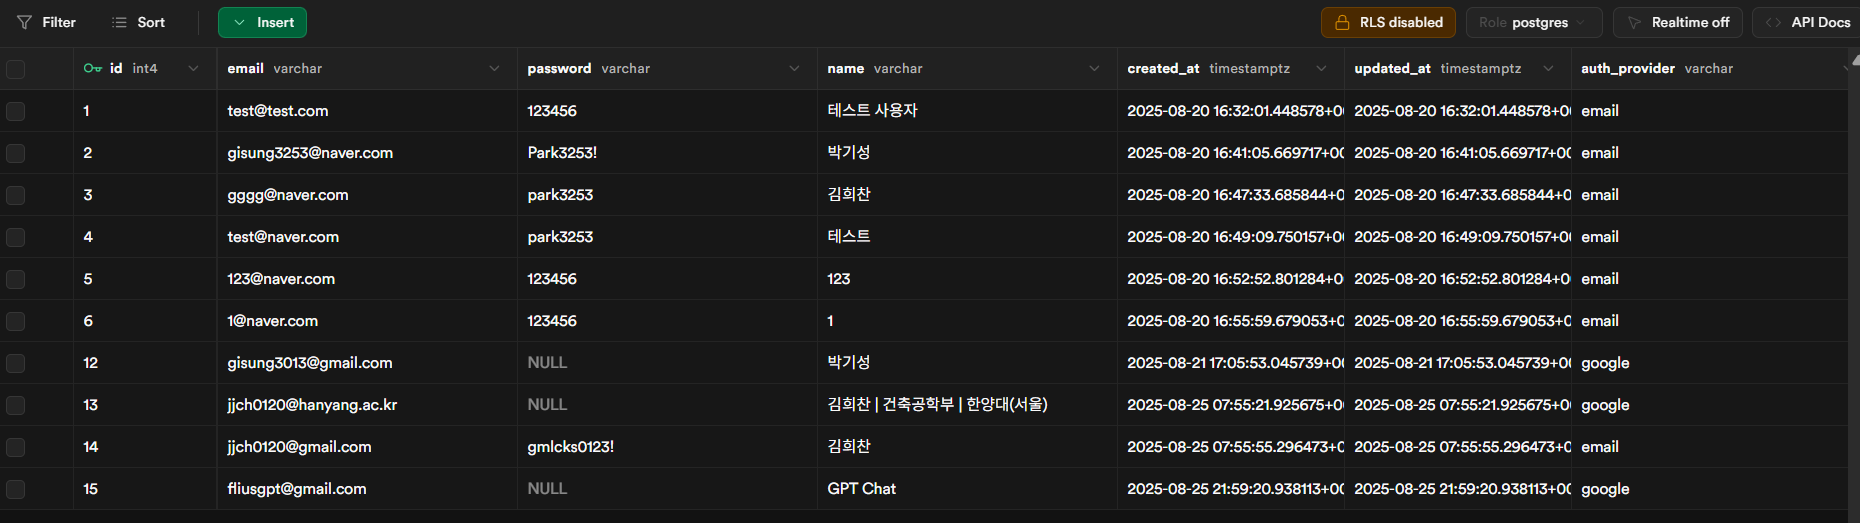 Filter Sort Insert RLS disabled Role postgres Realtime off API Docs
id int4 email varchar password varchar name varchar created_at timestamptz updated_at timestamptz auth_provider varchar
1 test@test.com 123456 테스트 사용자 2025-08-20 16:32:01.448578+0 2025-08-20 16:32:01.448578+0 email
2 gisung3253@naver.com Park3253! 박기성 2025-08-20 16:41:05.669717+00 2025-08-20 16:41:05.669717+00 email
3 gggg@naver.com park3253 김희찬 2025-08-20 16:47:33.685844+0 2025-08-20 16:47:33.685844+0 email
4 test@naver.com park3253 테스트 2025-08-20 16:49:09.750157+0 2025-08-20 16:49:09.750157+0 email
5 123@naver.com 123456 123 2025-08-20 16:52:52.801284+0 2025-08-20 16:52:52.801284+0 email
6 1@naver.com 123456 1 2025-08-20 16:55:59.679053+0 2025-08-20 16:55:59.679053+0 email
12 gisung3013@gmail.com NULL 박기성 2025-08-21 17:05:53.045739+00 2025-08-21 17:05:53.045739+00 google
13 jjch0120@hanyang.ac.kr NULL 김희찬 | 건축공학부 | 한양대(서울) 2025-08-25 07:55:21.925675+0 2025-08-25 07:55:21.925675+0 google
14 jjch0120@gmail.com gmlcks0123! 김희찬 2025-08-25 07:55:55.296473+0 2025-08-25 07:55:55.296473+0 email
15 fliusgpt@gmail.com NULL GPT Chat 2025-08-25 21:59:20.938113+00 2025-08-25 21:59:20.938113+00 google